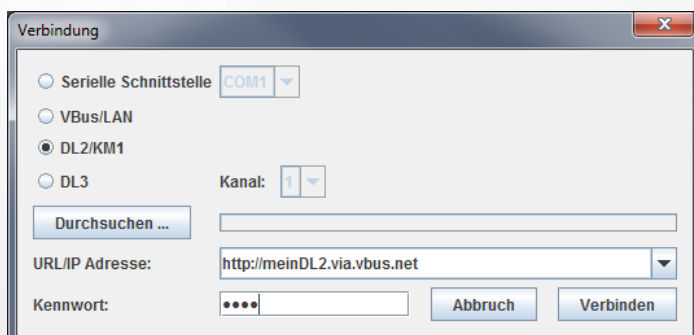 Verbindung
Serielle Schnittstelle COM1
VBus/LAN
DL2/KM1
DL3 Kanal: 1
Durchsuchen ...
URL/IP Adresse: http://meinDL2.via.vbus.net
Kennwort: ●●●● Abbruch Verbinden